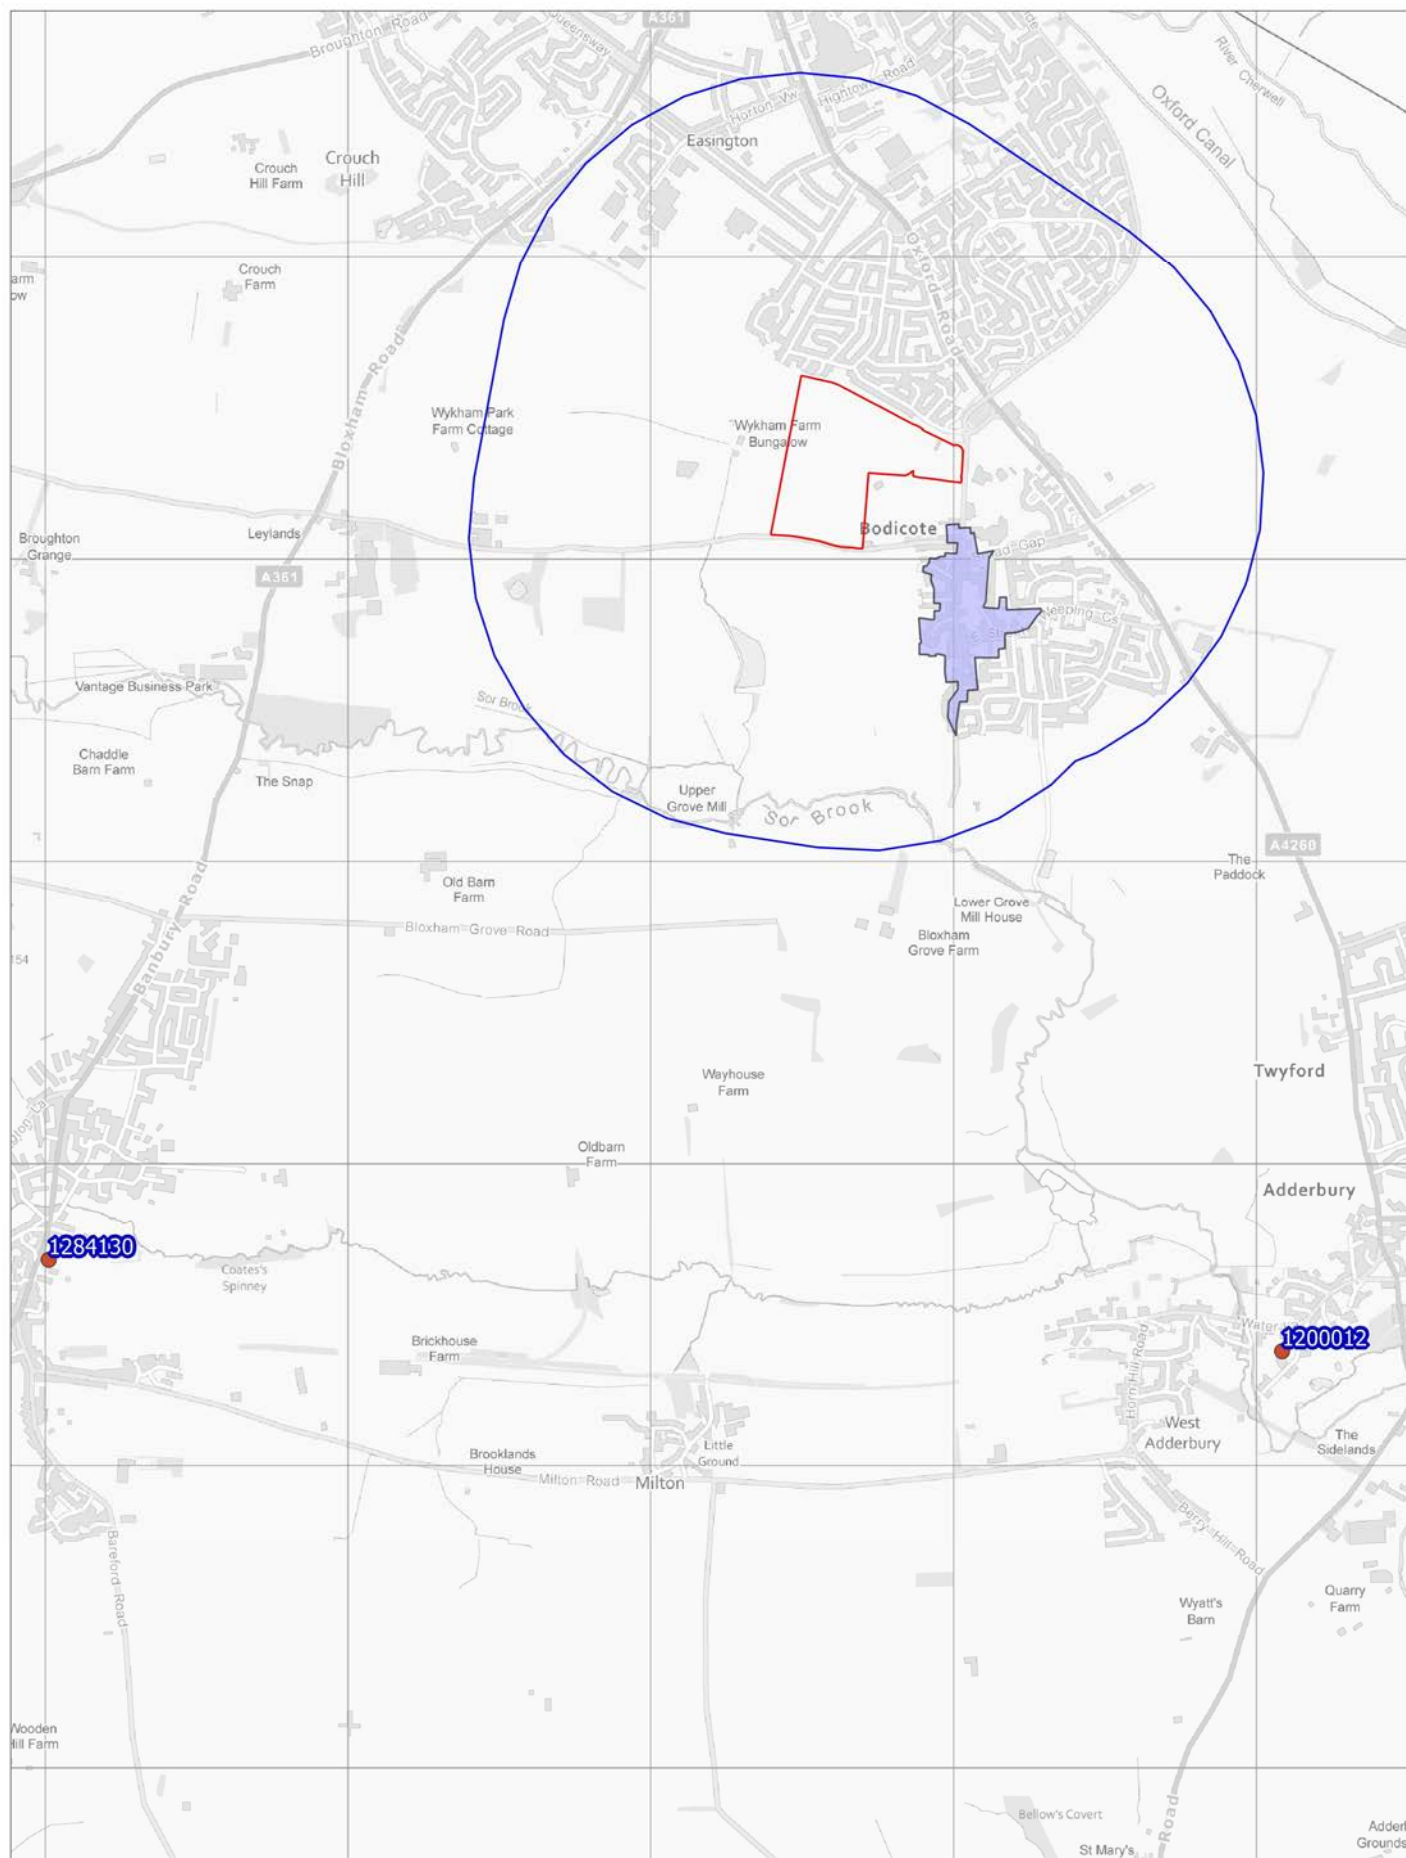 A361
Broughton Road
Queensway
River Cherwell
Oxford Canal
Hightown Road
Horton Vw
Easington
Crouch
Hill
Crouch
Hill Farm
Oxford Road
Crouch
Farm
Bloxham Road
Wykham Park
Farm Cottage
Wykham Farm
Bungalow
Bodicote
Leylands
Broughton
Grange
A361
Vantage Business Park
Sor Brook
Chaddle
Barn Farm
The Snap
Upper
Grove Mill
Sor Brook
A4260
The
Paddock
Old Barn
Farm
Lower Grove
Mill House
Banbury Road
Bloxham Grove Road
Bloxham
Grove Farm
154
Wayhouse
Farm
Twyford
Oldbarn
Farm
Adderbury
1284130
Coates's
Spinney
Brickhouse
Farm
1200012
Horn Hill Road
West
Adderbury
The
Sidelands
Little
Ground
Brooklands
House
Milton Road
Milton
Berry Hill Road
Bareford Road
Quarry
Farm
Wyatt's
Barn
Bellow's Covert
Road
St Mary's